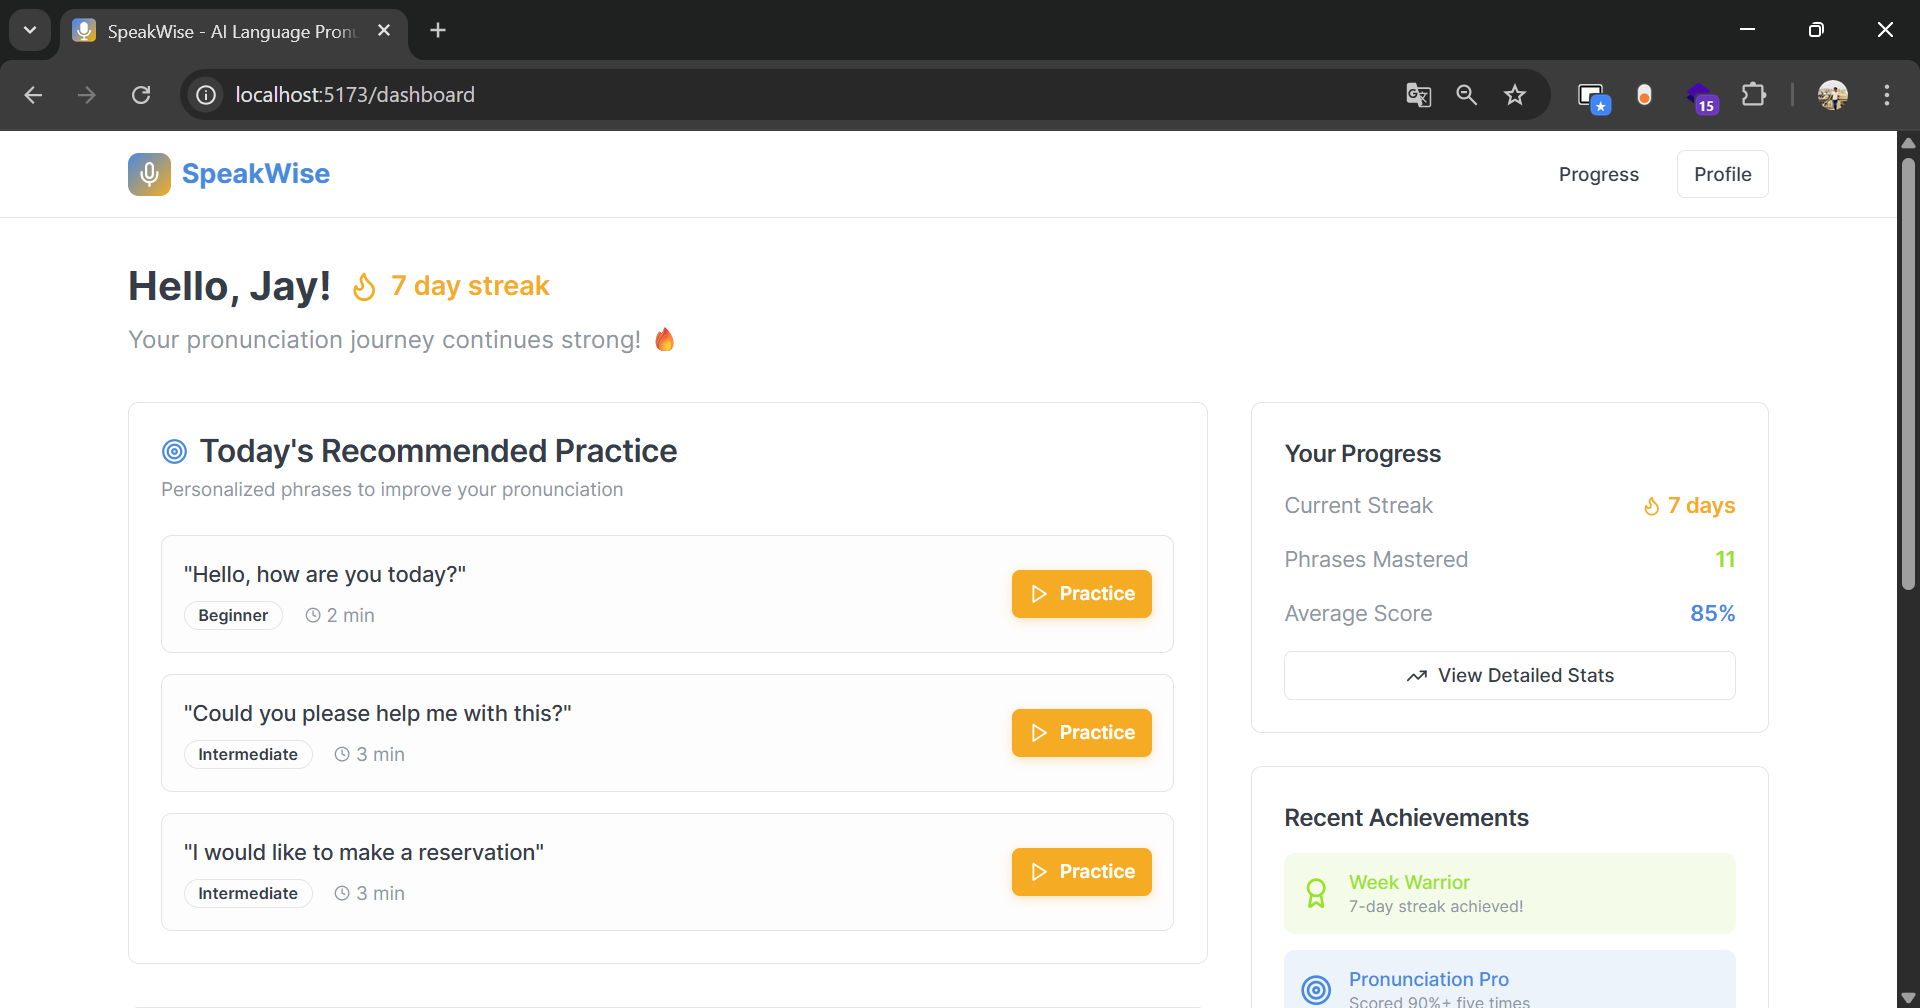 SpeakWise - AI Language Pron
localhost:5173/dashboard
15
SpeakWise
Progress
Profile
Hello, Jay!
7 day streak
Your pronunciation journey continues strong! 🔥
Today's Recommended Practice
Personalized phrases to improve your pronunciation
"Hello, how are you today?"
Beginner
2 min
Practice
"Could you please help me with this?"
Intermediate
3 min
Practice
"I would like to make a reservation"
Intermediate
3 min
Practice
Your Progress
Current Streak
7 days
Phrases Mastered
11
Average Score
85%
View Detailed Stats
Recent Achievements
Week Warrior
7-day streak achieved!
Pronunciation Pro
Scored 90%+ five times